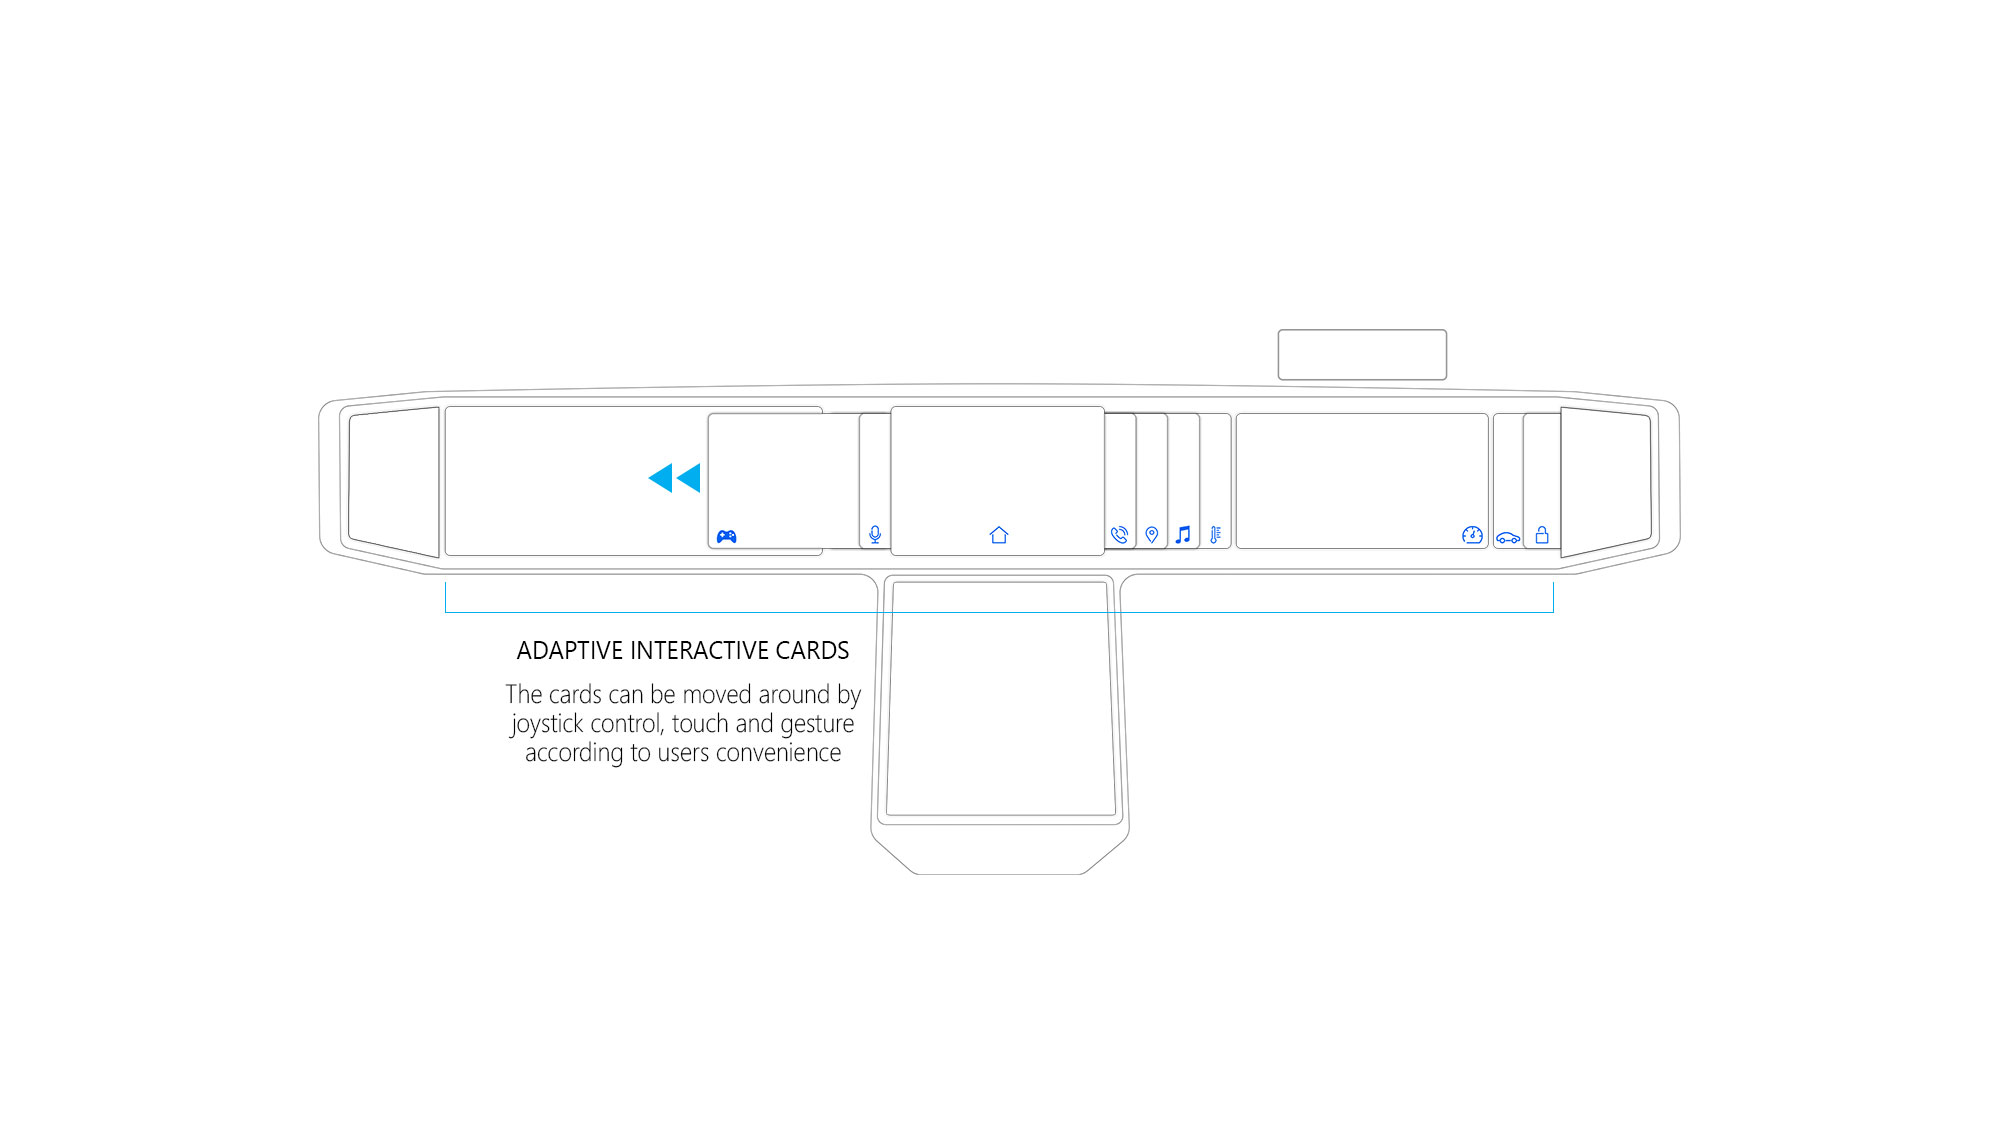 ADAPTIVE INTERACTIVE CARDS
The cards can be moved around by
joystick control, touch and gesture
according to users convenience